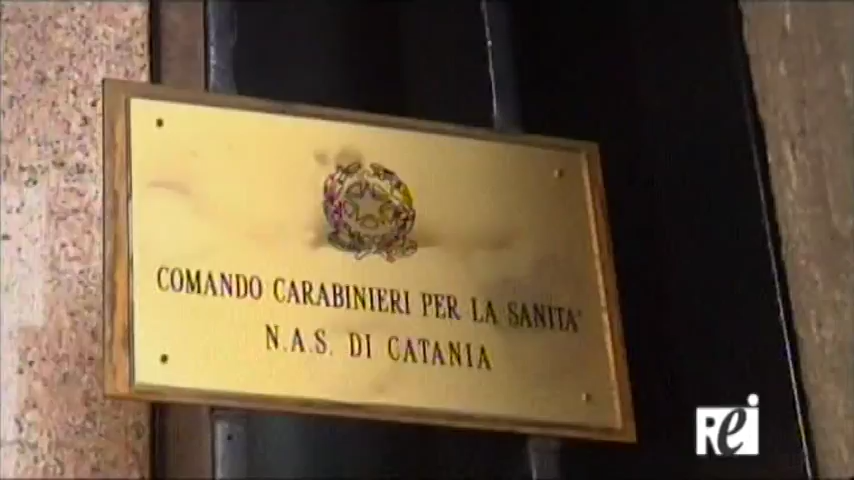 COMANDO CARABINIERI PER LA SANITA'
N.A.S. DI CATANIA
Rei